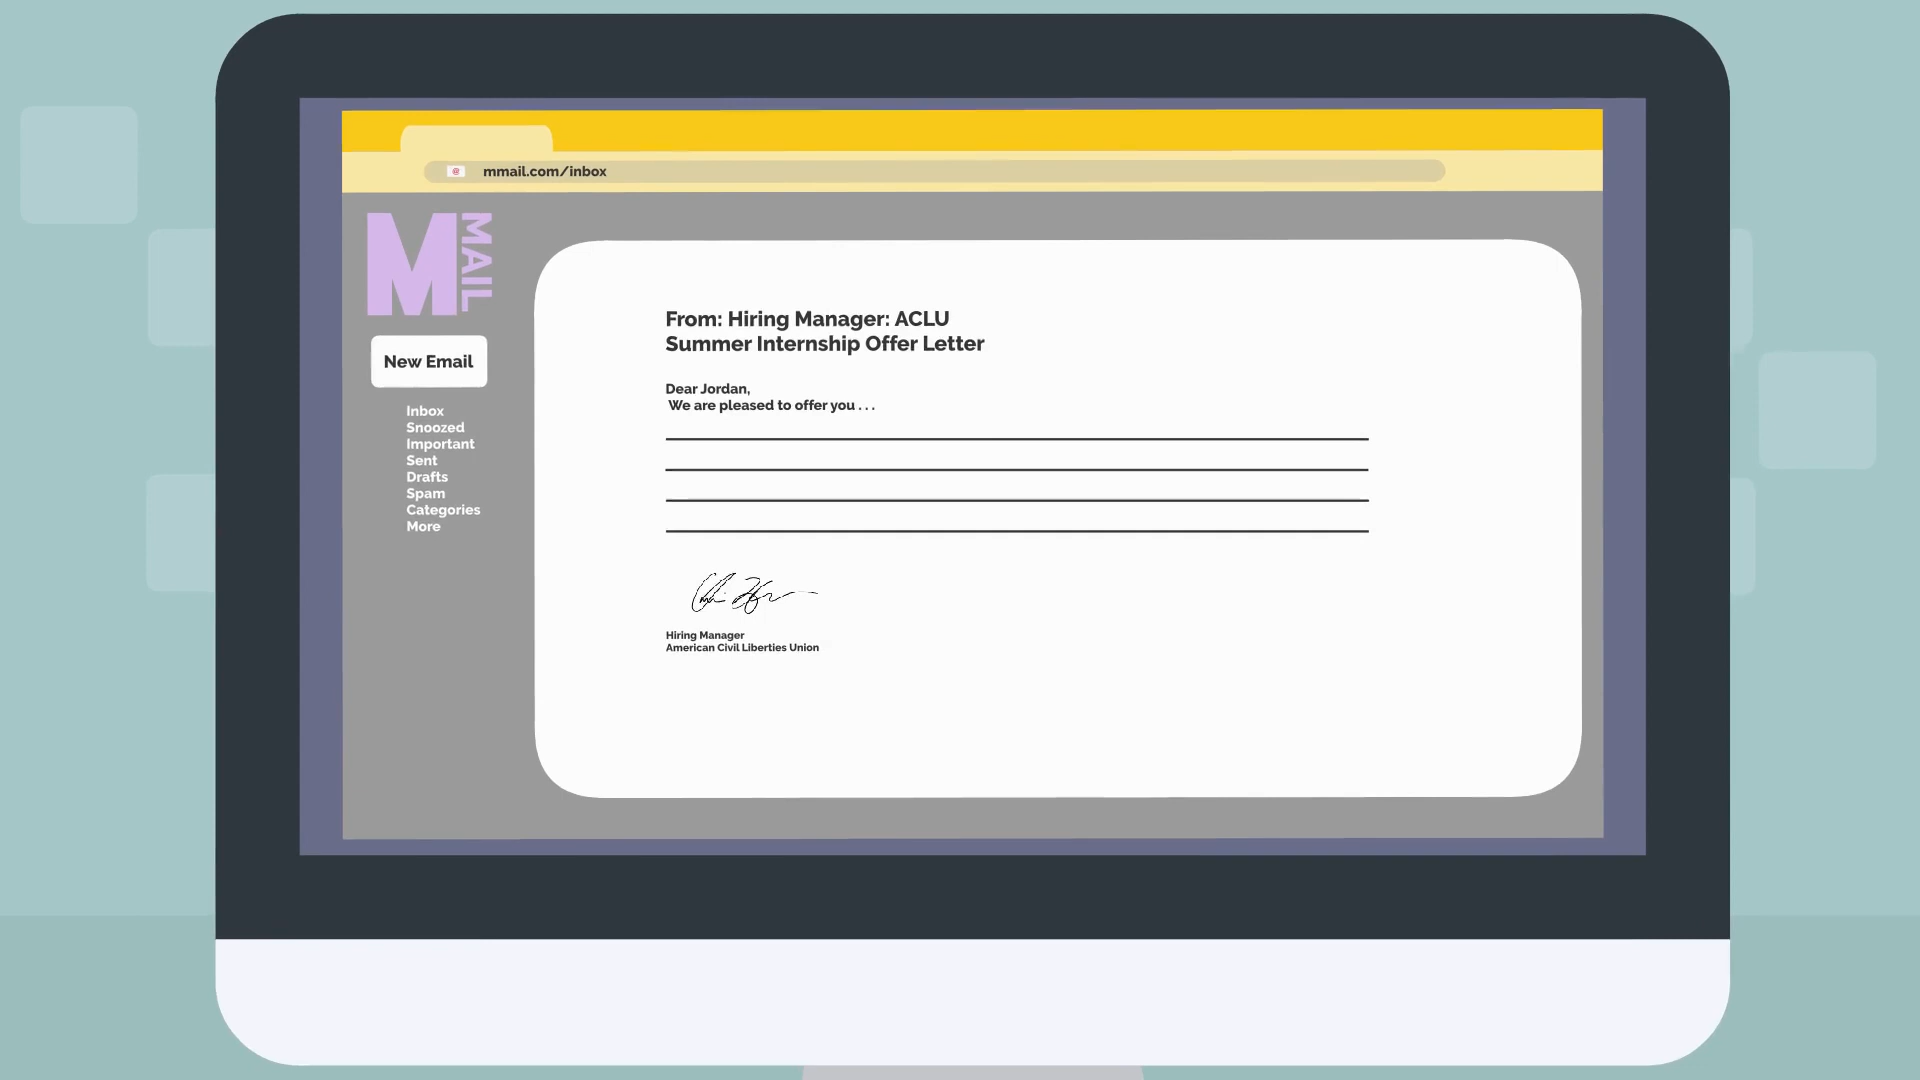 mmail.com/inbox
M MAIL
New Email
Inbox
Snoozed
Important
Sent
Drafts
Spam
Categories
More
From: Hiring Manager: ACLU
Summer Internship Offer Letter
Dear Jordan,
We are pleased to offer you . . .
Hiring Manager
American Civil Liberties Union